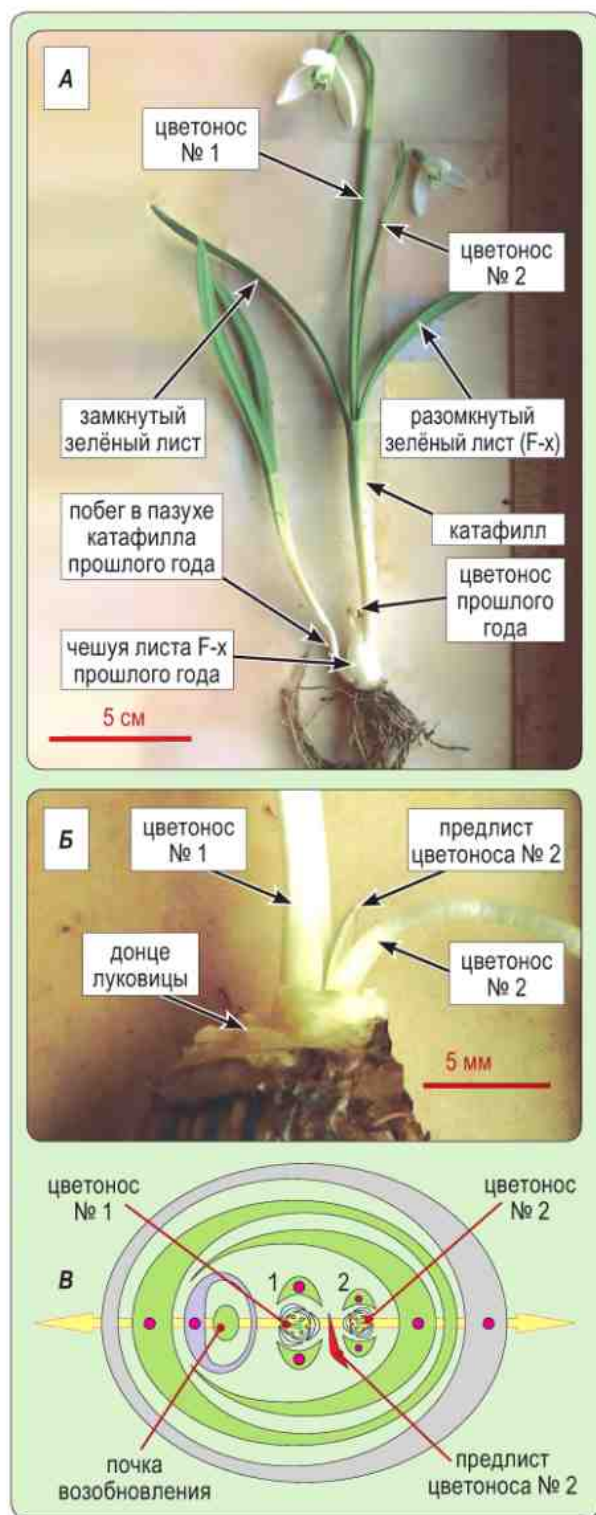 А
цветонос
№ 1
цветонос
№ 2
замкнутый
зелёный лист
разомкнутый
зелёный лист (F-x)
побег в пазухе
катафилла
прошлого года
катафилл
цветонос
прошлого
года
чешуя листа F-x
прошлого года
5 см
Б
цветонос
№ 1
предлист
цветоноса № 2
донце
луковицы
цветонос
№ 2
5 мм
цветонос
№ 1
цветонос
№ 2
В
1
2
почка
возобновления
предлист
цветоноса № 2